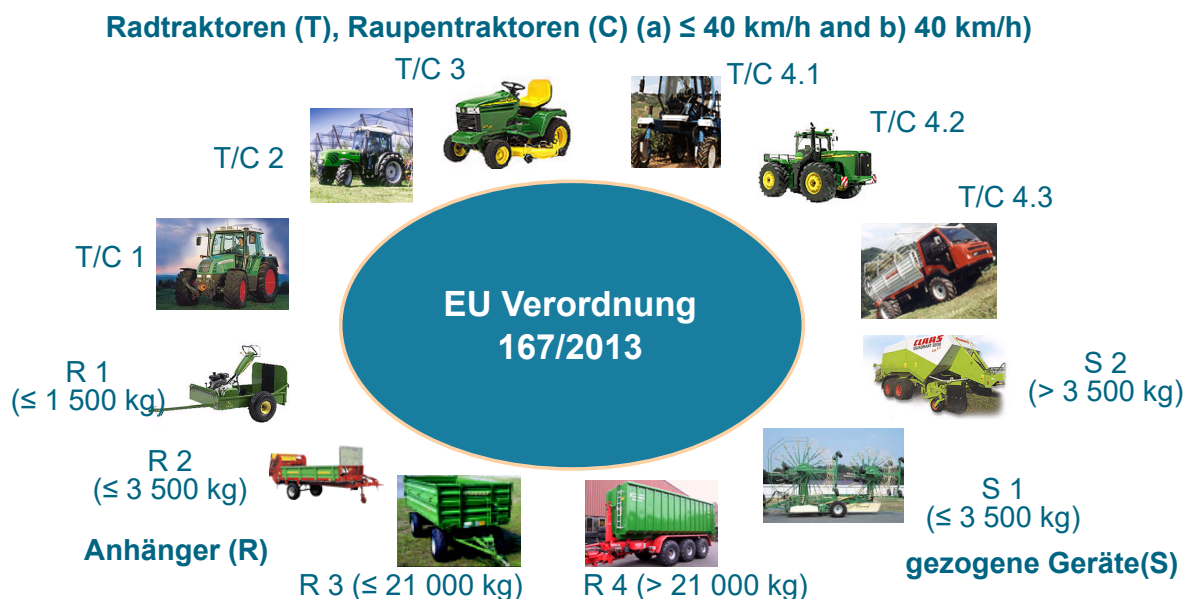 Radtraktoren (T), Raupentraktoren (C) (a) ≤ 40 km/h and b) 40 km/h)
T/C 3
T/C 4.1
T/C 4.2
T/C 2
T/C 4.3
T/C 1
EU Verordnung
167/2013
CLAAS
QUADRANT
R 1
(≤ 1 500 kg)
S 2
(> 3 500 kg)
R 2
(≤ 3 500 kg)
S 1
(≤ 3 500 kg)
Anhänger (R)
gezogene Geräte(S)
R 3 (≤ 21 000 kg)
R 4 (> 21 000 kg)